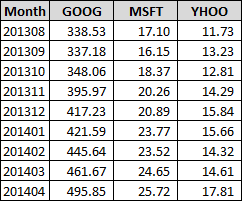 Month GOOG MSFT YHOO
201308 338.53 17.10 11.73
201309 337.18 16.15 13.23
201310 348.06 18.37 12.81
201311 395.97 20.26 14.29
201312 417.23 20.89 15.84
201401 421.59 23.77 15.66
201402 445.64 23.52 14.32
201403 461.67 24.65 14.61
201404 495.85 25.72 17.81